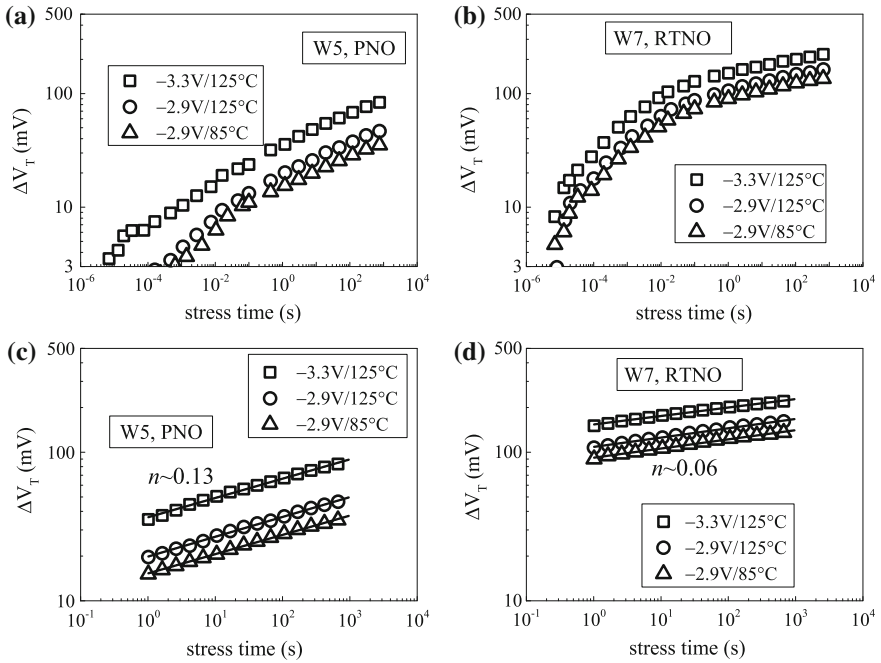 (a)
500
100
10
3
ΔV_T (mV)
W5, PNO
−3.3V/125°C
−2.9V/125°C
−2.9V/85°C
10^-6 10^-4 10^-2 10^0 10^2 10^4
stress time (s)
(b)
500
100
10
3
ΔV_T (mV)
W7, RTNO
−3.3V/125°C
−2.9V/125°C
−2.9V/85°C
10^-6 10^-4 10^-2 10^0 10^2 10^4
stress time (s)
(c)
500
100
10
ΔV_T (mV)
−3.3V/125°C
−2.9V/125°C
−2.9V/85°C
W5, PNO
n~0.13
10^-1 10^0 10^1 10^2 10^3 10^4
stress time (s)
(d)
500
100
10
ΔV_T (mV)
W7, RTNO
n~0.06
−3.3V/125°C
−2.9V/125°C
−2.9V/85°C
10^-1 10^0 10^1 10^2 10^3 10^4
stress time (s)